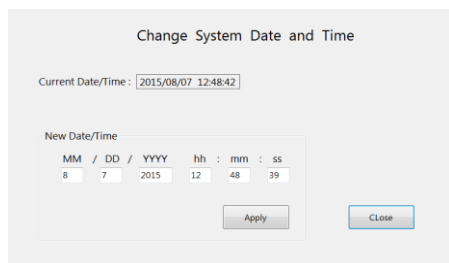 Change System Date and Time
Current Date/Time : 2015/08/07 12:48:42
New Date/Time
MM / DD / YYYY hh : mm : ss
8 7 2015 12 48 39
Apply CLose